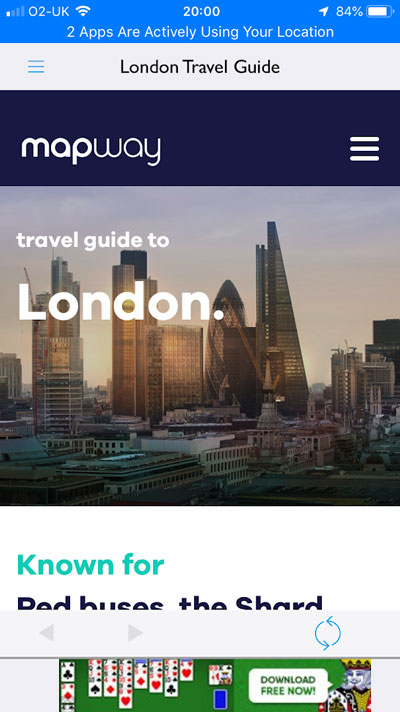 O2-UK 20:00 84%
2 Apps Are Actively Using Your Location
London Travel Guide
mapway
travel guide to
London.
Known for
Red buses, the Shard
DOWNLOAD
FREE NOW!